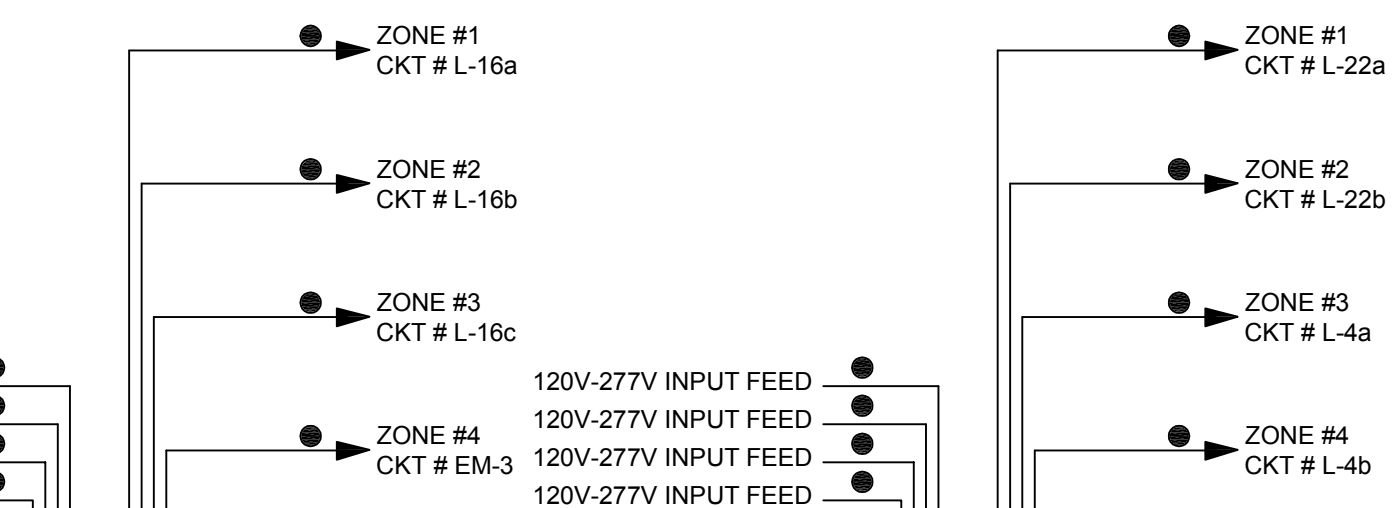 ZONE #1
CKT # L-16a
ZONE #2
CKT # L-16b
ZONE #3
CKT # L-16c
ZONE #4
CKT # EM-3
120V-277V INPUT FEED
120V-277V INPUT FEED
120V-277V INPUT FEED
120V-277V INPUT FEED
ZONE #1
CKT # L-22a
ZONE #2
CKT # L-22b
ZONE #3
CKT # L-4a
ZONE #4
CKT # L-4b